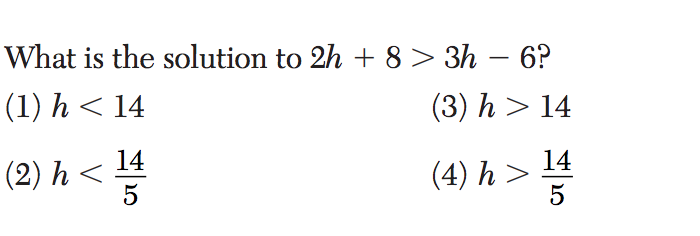 What is the solution to 2h + 8 > 3h − 6?
(1) h < 14 (3) h > 14
(2) h < 14/5 (4) h > 14/5